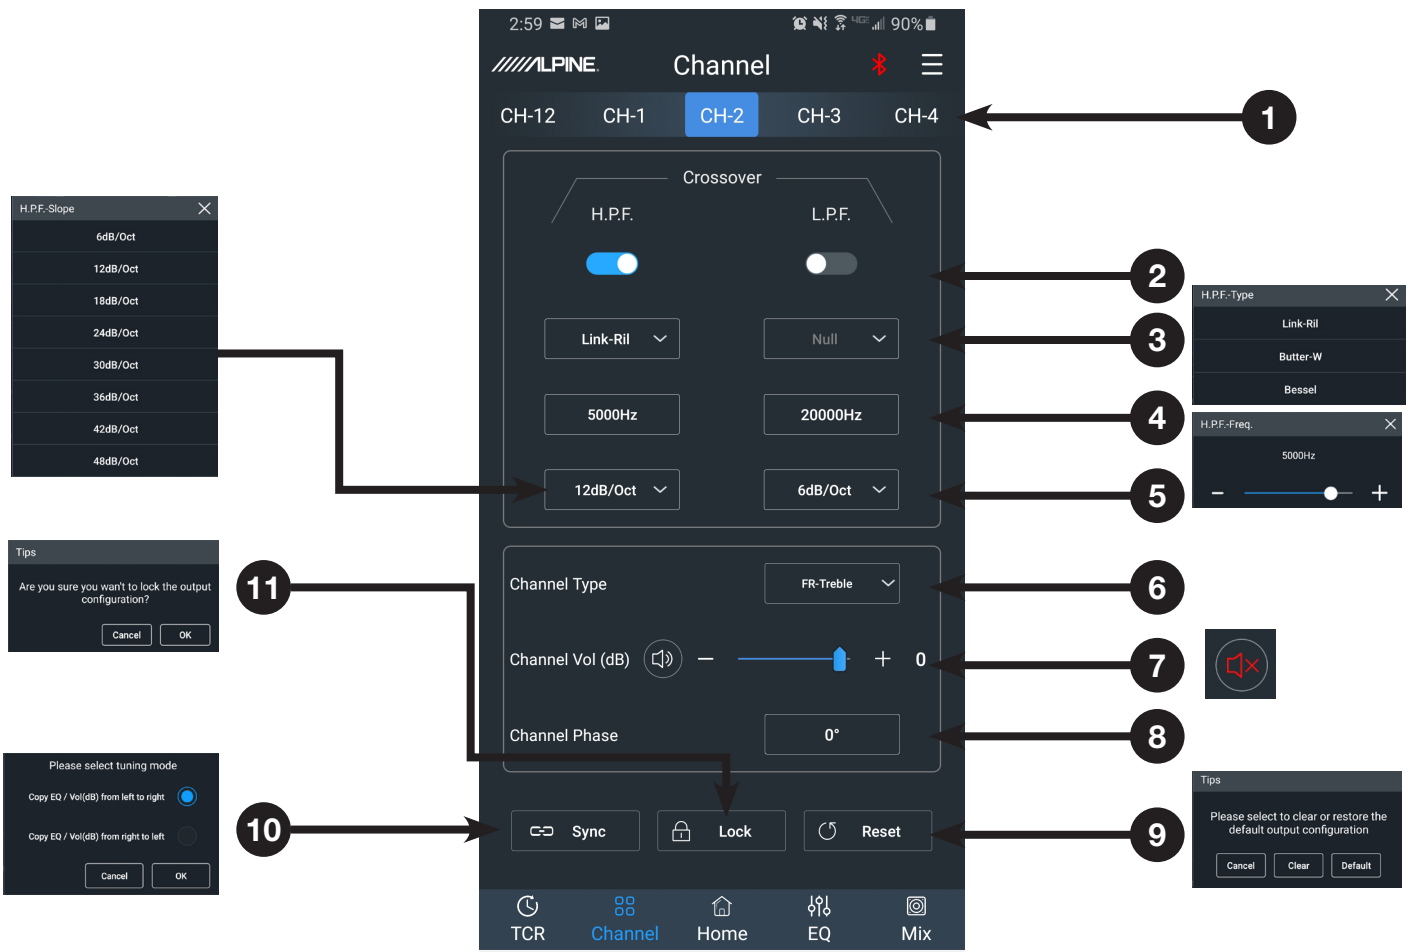 2:59
4GE
90%
ALPINE.
Channel
CH-12
CH-1
CH-2
CH-3
CH-4
1
Crossover
H.P.F.
L.P.F.
2
Link-Ril
Null
3
5000Hz
20000Hz
4
12dB/Oct
6dB/Oct
5
H.P.F.-Slope
6dB/Oct
12dB/Oct
18dB/Oct
24dB/Oct
30dB/Oct
36dB/Oct
42dB/Oct
48dB/Oct
H.P.F.-Type
Link-Ril
Butter-W
Bessel
H.P.F.-Freq.
5000Hz
Tips
Are you sure you wan't to lock the output
configuration?
Cancel
OK
11
Channel Type
FR-Treble
6
Channel Vol (dB)
0
7
Channel Phase
0°
8
Please select tuning mode
Copy EQ / Vol(dB) from left to right
Copy EQ / Vol(dB) from right to left
Cancel
OK
10
Sync
Lock
Reset
9
Tips
Please select to clear or restore the
default output configuration
Cancel
Clear
Default
TCR
Channel
Home
EQ
Mix